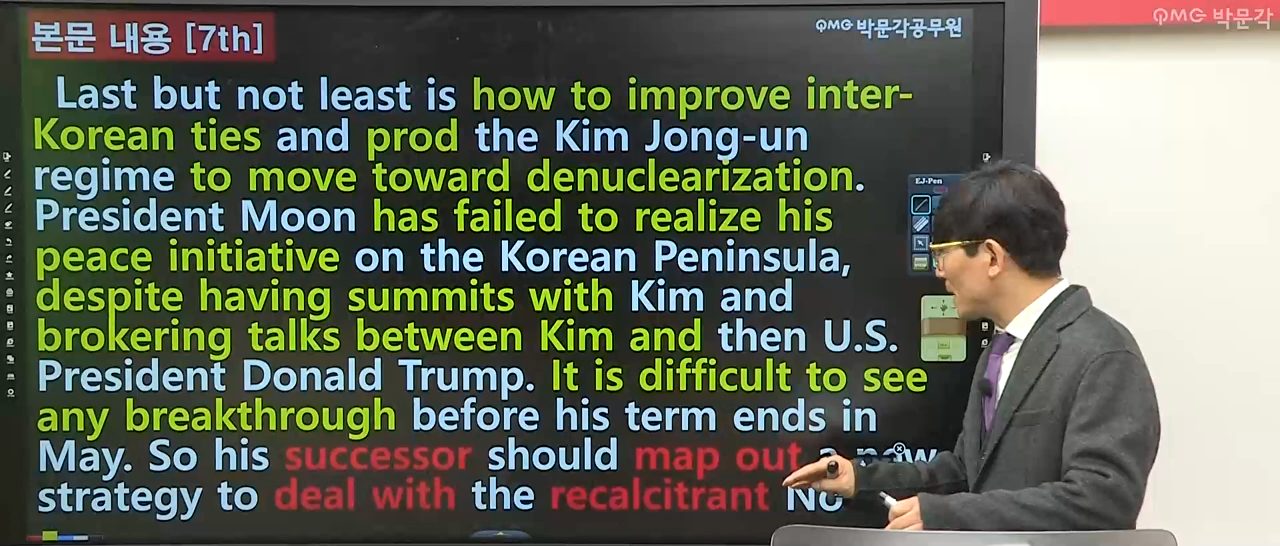 본문 내용 [7th]
QMG 박문각공무원
QMG 박문각
Last but not least is how to improve inter-
Korean ties and prod the Kim Jong-un
regime to move toward denuclearization.
President Moon has failed to realize his
peace initiative on the Korean Peninsula,
despite having summits with Kim and
brokering talks between Kim and then U.S.
President Donald Trump. It is difficult to see
any breakthrough before his term ends in
May. So his successor should map out a new
strategy to deal with the recalcitrant No
EJ-Pen